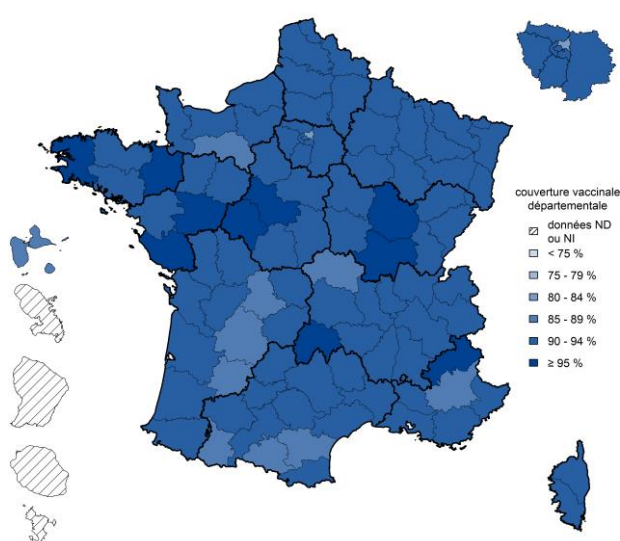 couverture vaccinale
départementale
données ND
ou NI
< 75 %
75 - 79 %
80 - 84 %
85 - 89 %
90 - 94 %
≥ 95 %